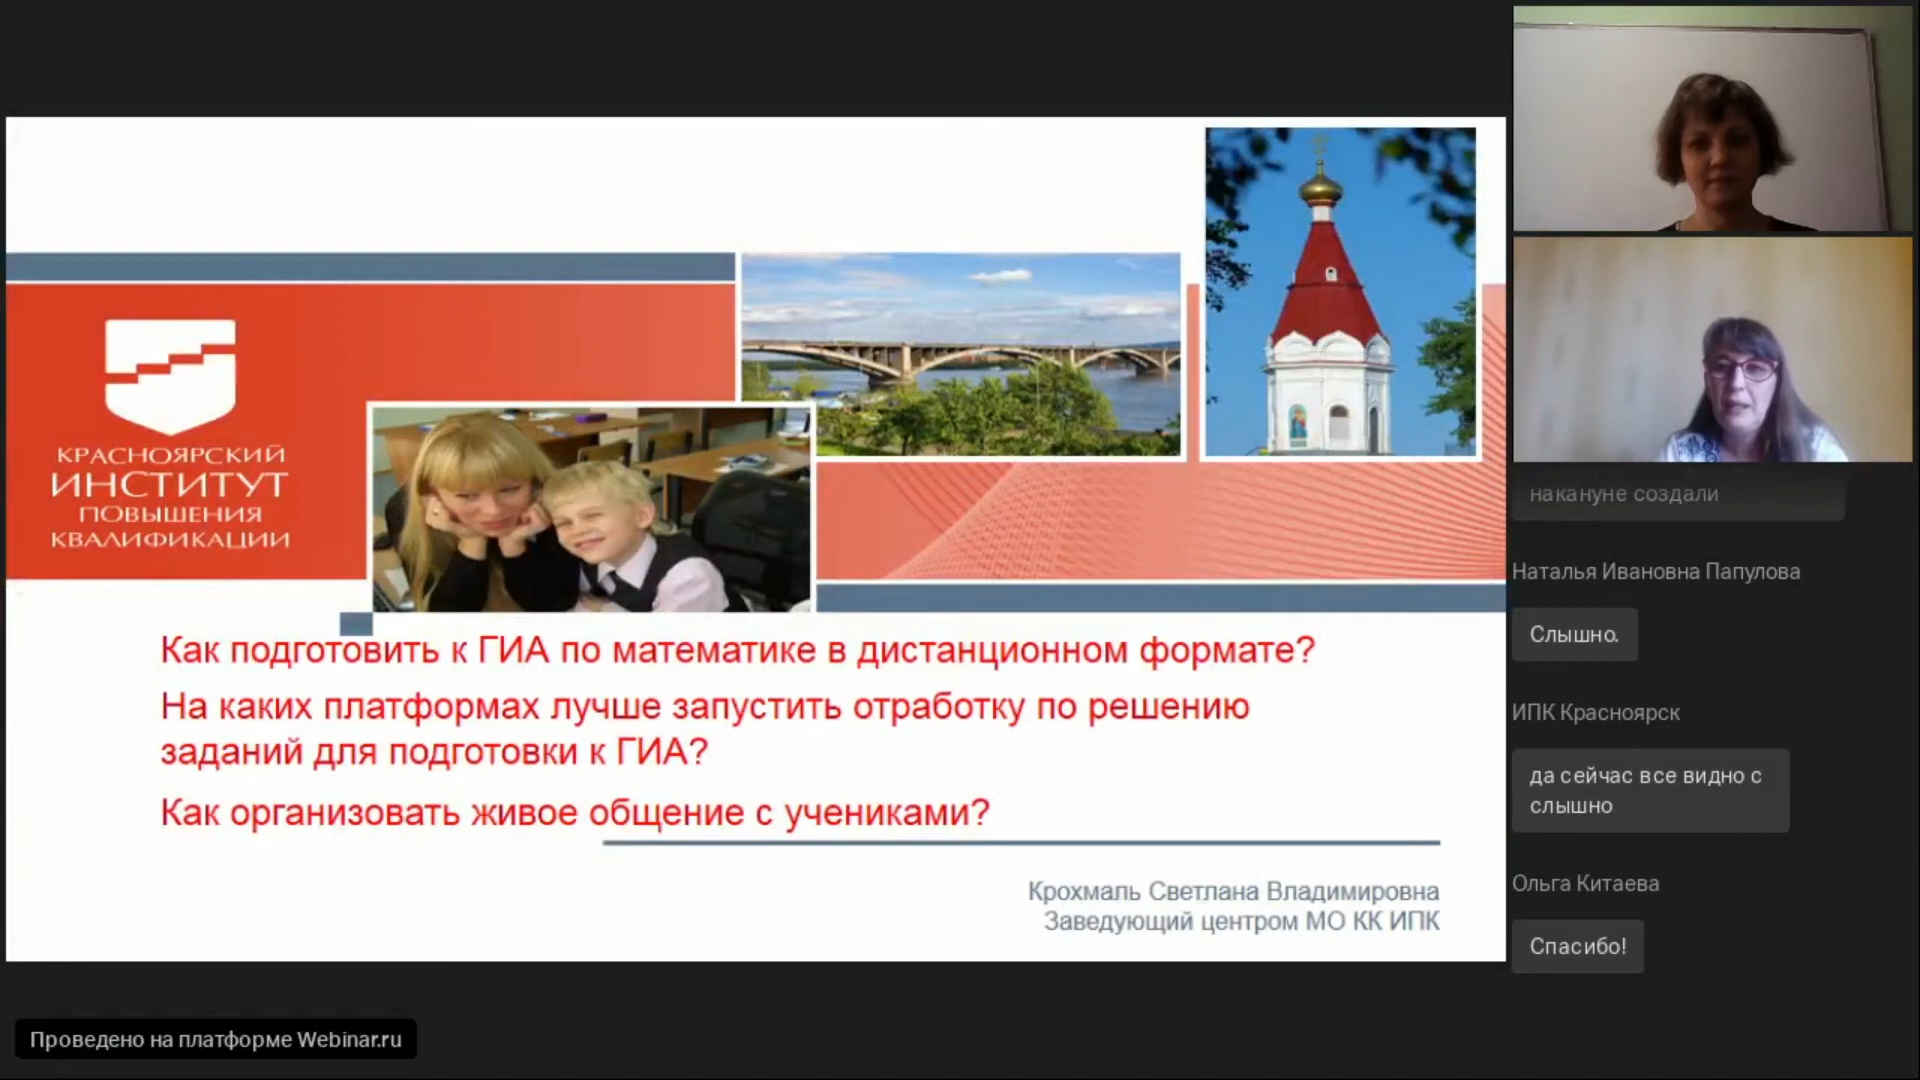 КРАСНОЯРСКИЙ
ИНСТИТУТ
ПОВЫШЕНИЯ
КВАЛИФИКАЦИИ
Как подготовить к ГИА по математике в дистанционном формате?
На каких платформах лучше запустить отработку по решению
заданий для подготовки к ГИА?
Как организовать живое общение с учениками?
Крохмаль Светлана Владимировна
Заведующий центром МО КК ИПК
накануне создали
Наталья Ивановна Папулова
Слышно.
ИПК Красноярск
да сейчас все видно с
слышно
Ольга Китаева
Спасибо!
Проведено на платформе Webinar.ru